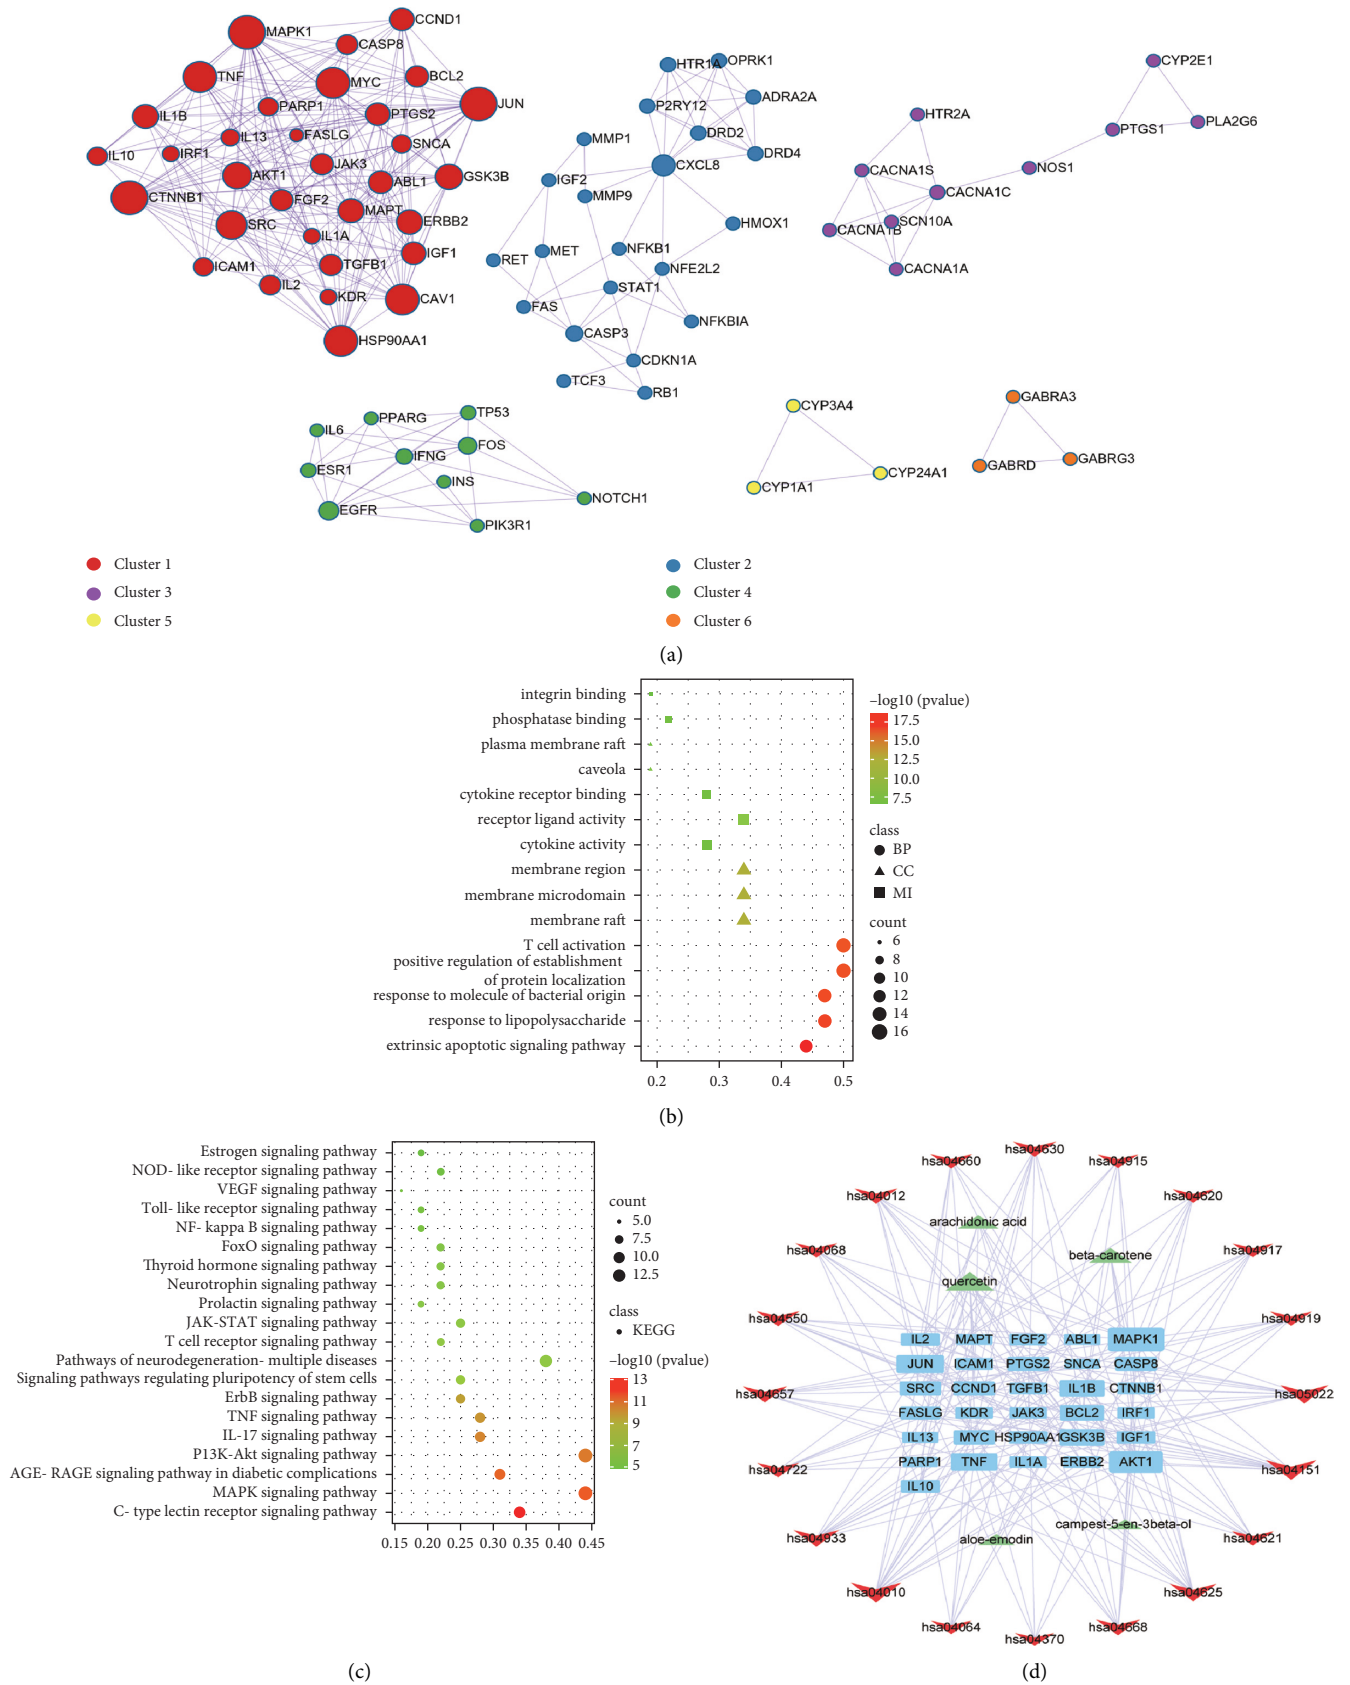 MAPK1
CCND1
CASP8
TNF
MYC
BCL2
JUN
PARP1
PTGS2
IL1B
IL13
FASLG
SNCA
IL10
IRF1
JAK3
AKT1
ABL1
GSK3B
CTNNB1
FGF2
MAPT
SRC
ERBB2
IL1A
IGF1
ICAM1
TGFB1
IL2
KDR
CAV1
HSP90AA1
HTR1A
OPRK1
P2RY12
ADRA2A
DRD2
MMP1
DRD4
CXCL8
IGF2
MMP9
HMOX1
MET
NFKB1
RET
NFE2L2
STAT1
FAS
NFKBIA
CASP3
CDKN1A
TCF3
RB1
CYP2E1
HTR2A
PTGS1
PLA2G6
NOS1
CACNA1S
CACNA1C
SCN10A
CACNA1B
CACNA1A
PPARG
TP53
IL6
FOS
IFNG
ESR1
INS
NOTCH1
EGFR
PIK3R1
CYP3A4
CYP24A1
CYP1A1
GABRA3
GABRD
GABRG3
Cluster 1
Cluster 2
Cluster 3
Cluster 4
Cluster 5
Cluster 6
(a)
integrin binding
phosphatase binding
plasma membrane raft
caveola
cytokine receptor binding
receptor ligand activity
cytokine activity
membrane region
membrane microdomain
membrane raft
T cell activation
positive regulation of establishment
of protein localization
response to molecule of bacterial origin
response to lipopolysaccharide
extrinsic apoptotic signaling pathway
0.2 0.3 0.4 0.5
–log10 (pvalue)
17.5
15.0
12.5
10.0
7.5
class
BP
CC
MI
count
6
8
10
12
14
16
(b)
Estrogen signaling pathway
NOD- like receptor signaling pathway
VEGF signaling pathway
Toll- like receptor signaling pathway
NF- kappa B signaling pathway
FoxO signaling pathway
Thyroid hormone signaling pathway
Neurotrophin signaling pathway
Prolactin signaling pathway
JAK-STAT signaling pathway
T cell receptor signaling pathway
Pathways of neurodegeneration- multiple diseases
Signaling pathways regulating pluripotency of stem cells
ErbB signaling pathway
TNF signaling pathway
IL-17 signaling pathway
P13K-Akt signaling pathway
AGE- RAGE signaling pathway in diabetic complications
MAPK signaling pathway
C- type lectin receptor signaling pathway
0.15 0.20 0.25 0.30 0.35 0.40 0.45
count
5.0
7.5
10.0
12.5
class
KEGG
–log10 (pvalue)
13
11
9
7
5
(c)
hsa04630
hsa04660
hsa04915
hsa04012
hsa04620
arachidonic acid
hsa04068
beta-carotene
hsa04917
quercetin
hsa04550
hsa04919
IL2 MAPT FGF2 ABL1 MAPK1
JUN ICAM1 PTGS2 SNCA CASP8
hsa04657
SRC CCND1 TGFB1 IL1B CTNNB1
hsa05022
FASLG KDR JAK3 BCL2 IRF1
IL13 MYC HSP90AA1 GSK3B IGF1
hsa04722
PARP1 TNF IL1A ERBB2 AKT1
hsa04151
IL10
hsa04933
aloe-emodin
campest-5-en-3beta-ol
hsa04621
hsa04010
hsa04625
hsa04064
hsa04370
hsa04668
(d)